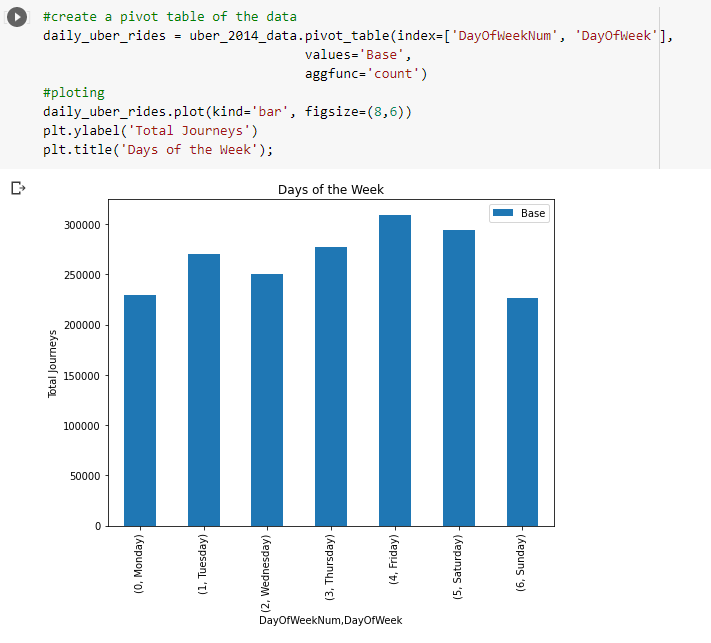 #create a pivot table of the data
daily_uber_rides = uber_2014_data.pivot_table(index=['DayOfWeekNum', 'DayOfWeek'],
values='Base',
aggfunc='count')
#ploting
daily_uber_rides.plot(kind='bar', figsize=(8,6))
plt.ylabel('Total Journeys')
plt.title('Days of the Week');
Days of the Week
Base
300000
250000
200000
150000
100000
50000
0
Total Journeys
(0, Monday)
(1, Tuesday)
(2, Wednesday)
(3, Thursday)
(4, Friday)
(5, Saturday)
(6, Sunday)
DayOfWeekNum,DayOfWeek